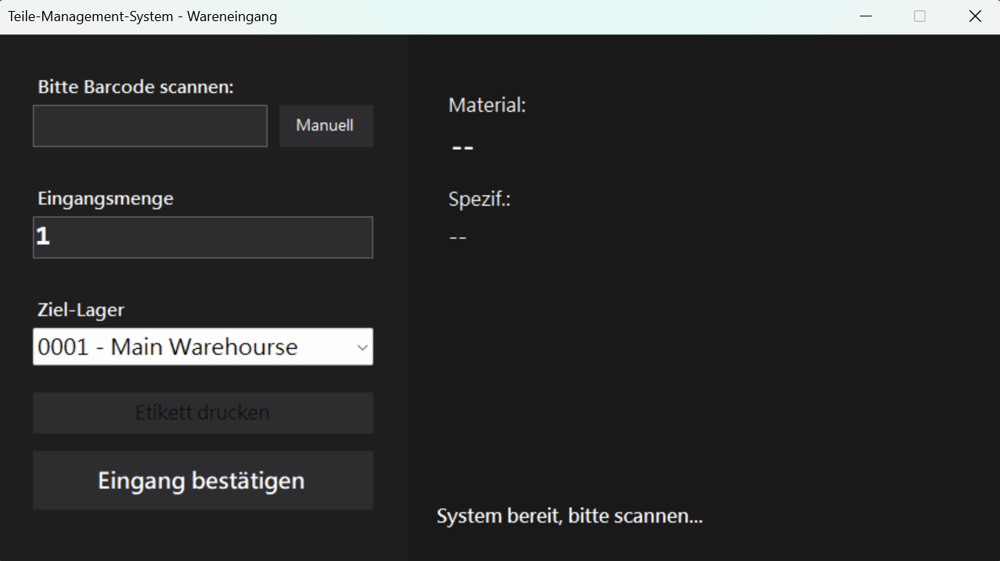 Teile-Management-System - Wareneingang
Bitte Barcode scannen:
Manuell
Eingangsmenge
1
Ziel-Lager
0001 - Main Warehourse
Etikett drucken
Eingang bestätigen
Material:
--
Spezif.:
--
System bereit, bitte scannen...